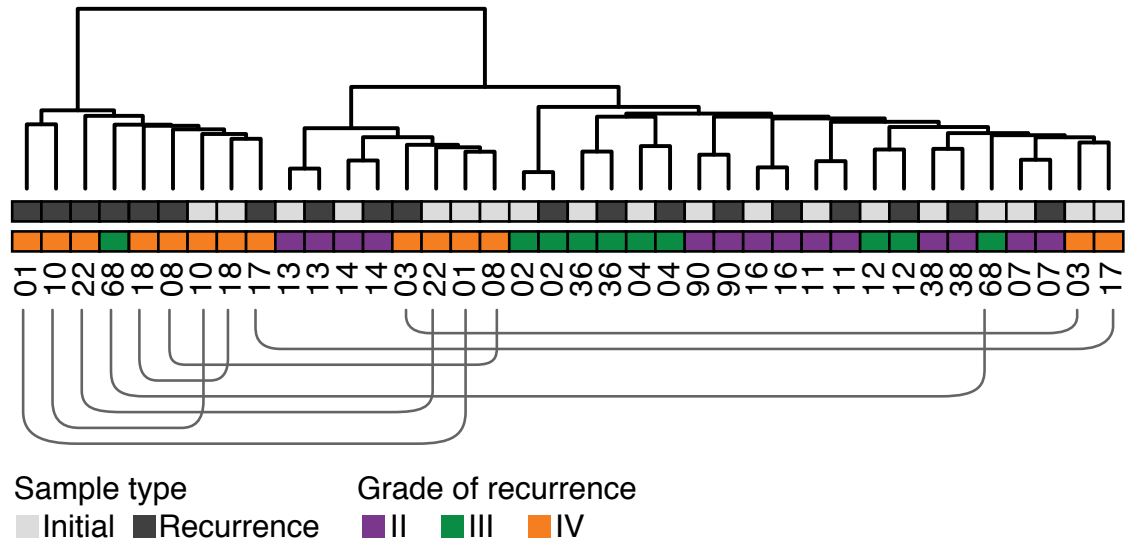 01 10 22 68 18 08 10 18 17 13 13 14 14 03 22 01 08 02 02 36 36 04 04 90 90 16 16 11 11 12 12 38 38 68 07 07 03 17
Sample type Grade of recurrence
Initial Recurrence II III IV